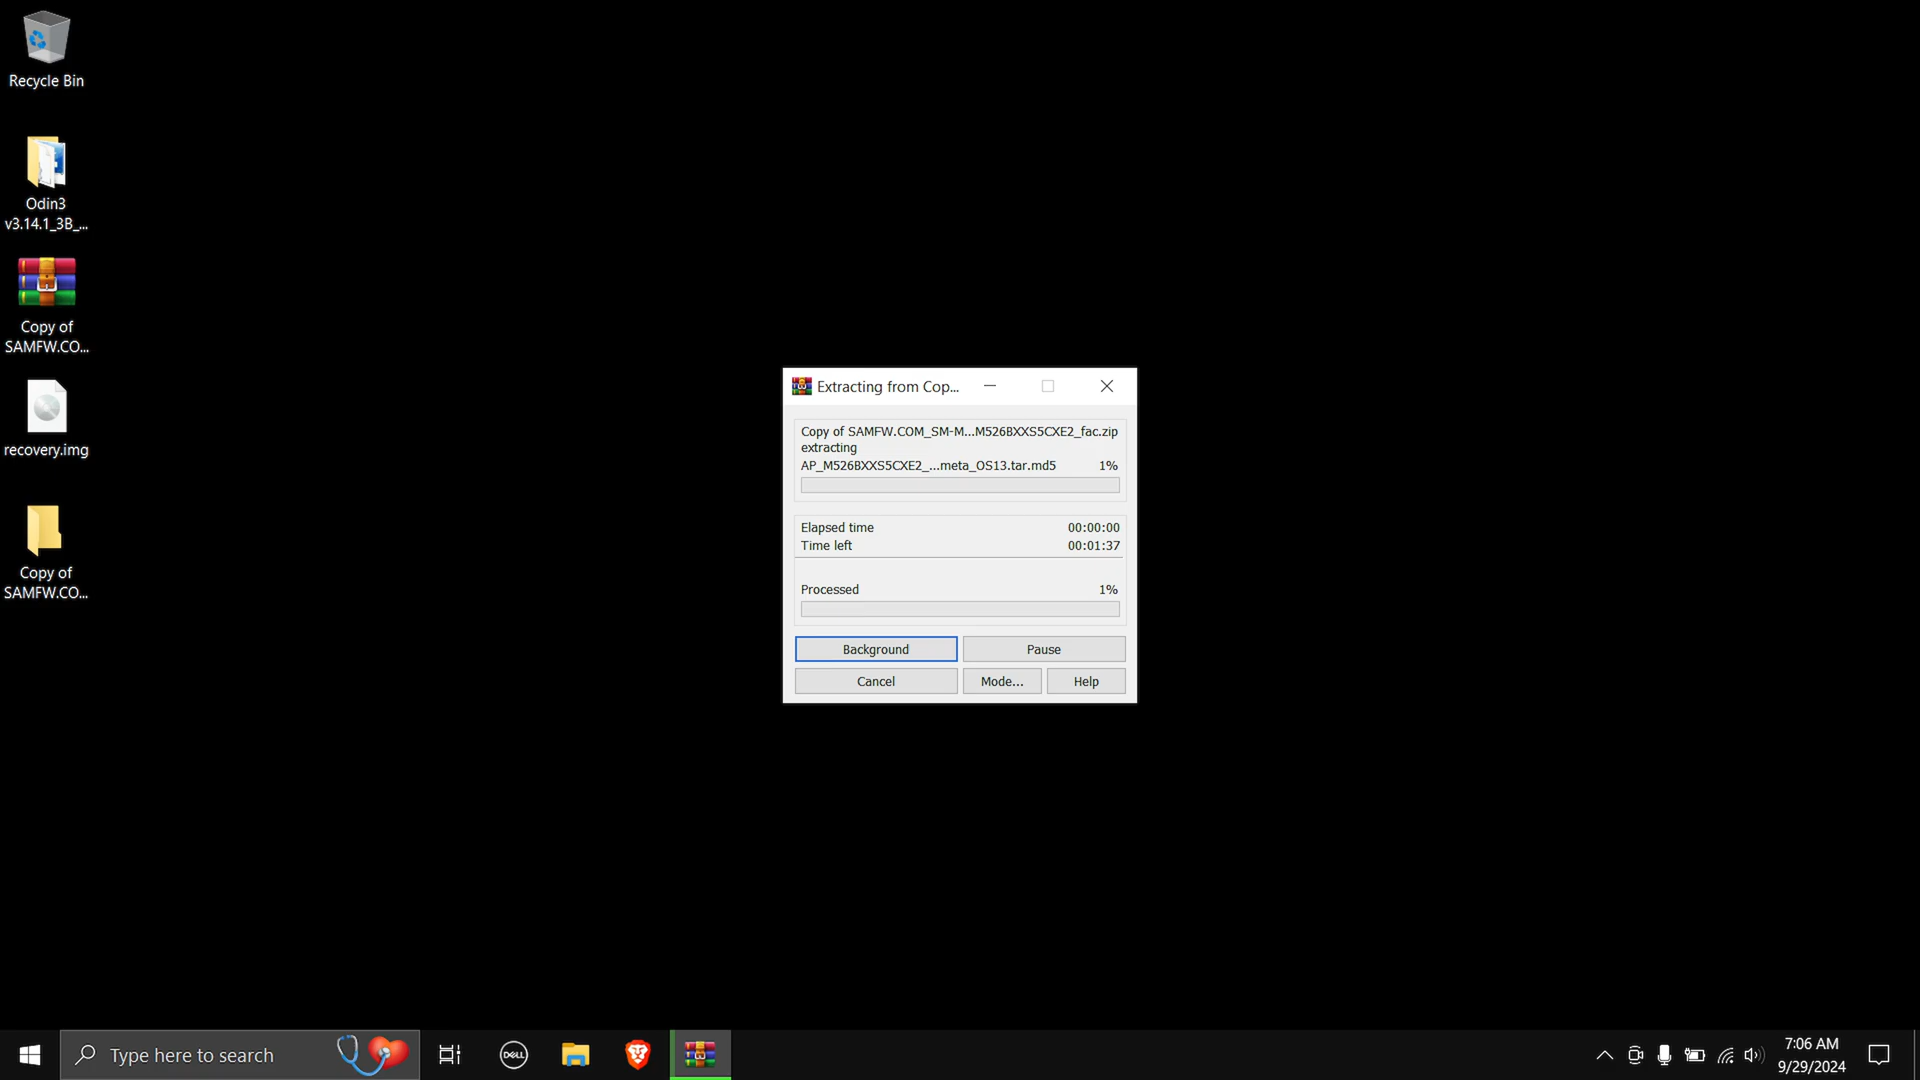 Recycle Bin
Odin3
v3.14.1_3B_...
Copy of
SAMFW.CO...
recovery.img
Copy of
SAMFW.CO...
Extracting from Cop...
Copy of SAMFW.COM_SM-M...M526BXXS5CXE2_fac.zip
extracting
AP_M526BXXS5CXE2_...meta_OS13.tar.md5 1%
Elapsed time 00:00:00
Time left 00:01:37
Processed 1%
Background Pause
Cancel Mode... Help
Type here to search
DELL
7:06 AM
9/29/2024